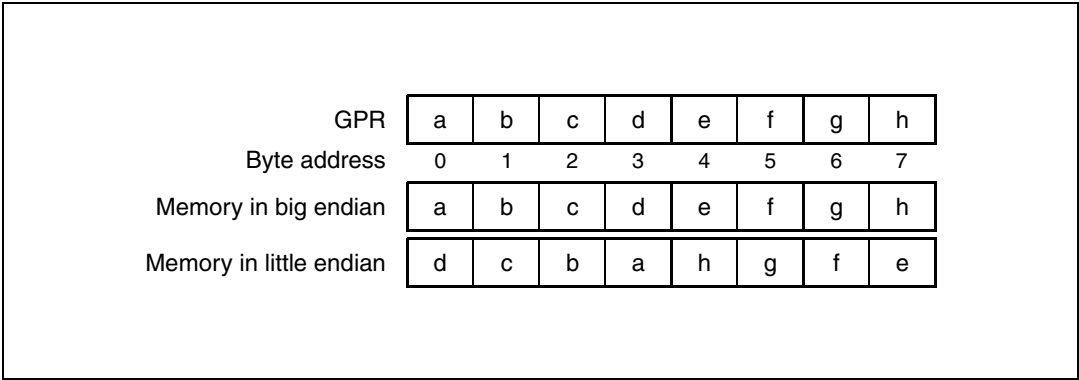 GPR a b c d e f g h
Byte address 0 1 2 3 4 5 6 7
Memory in big endian a b c d e f g h
Memory in little endian d c b a h g f e